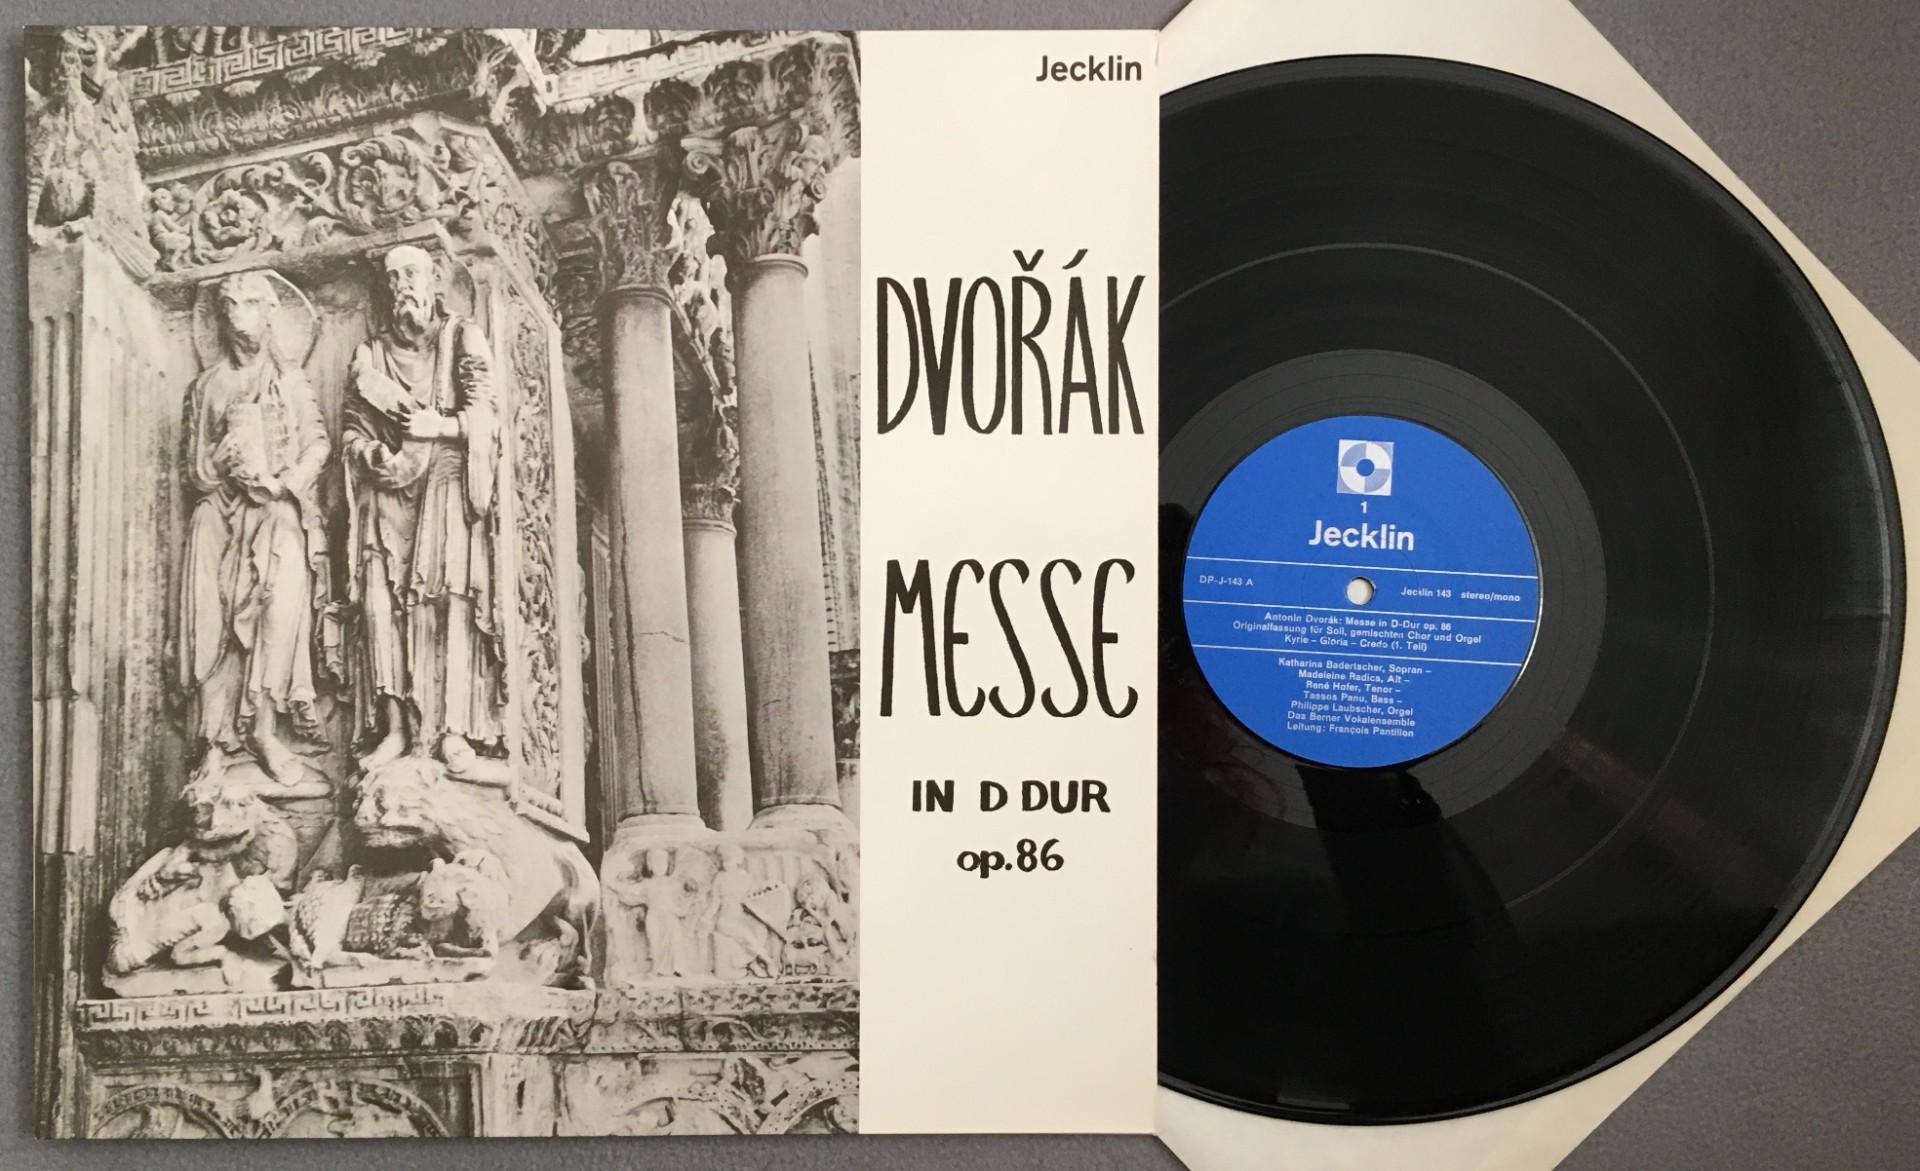 Jecklin
DVOŘÁK
MESSE
IN D DUR
op.86
1
Jecklin
DP-J-143 A
Jecklin 143 stereo/mono
Antonin Dvorák: Messe in D-Dur op. 86
Originalfassung für Soli, gemischten Chor und Orgel
Kyrie – Gloria – Credo (1. Teil)
Katharina Badertscher, Sopran –
Madeleine Radics, Alt –
René Hofer, Tenor –
Tassos Panu, Bass –
Philippe Laubscher, Orgel
Das Berner Vokalensemble
Leitung: François Pantillon